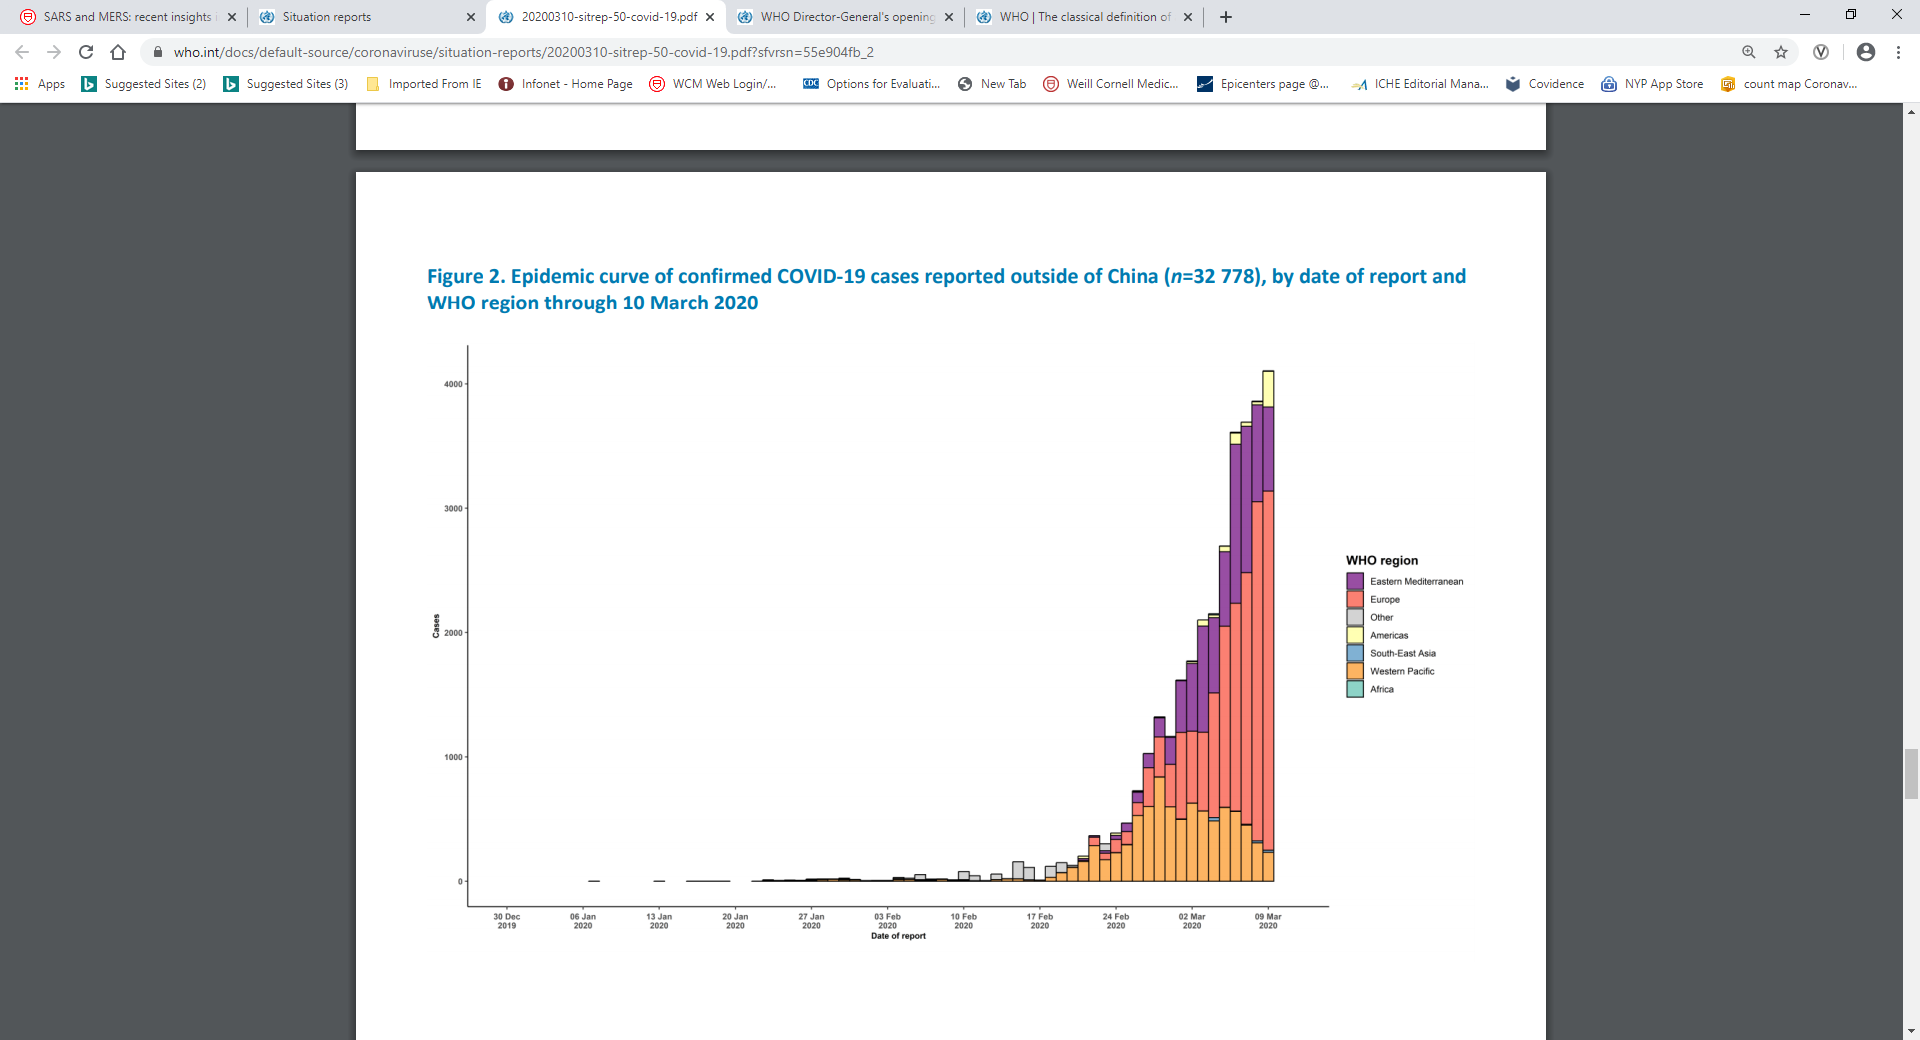 SARS and MERS: recent insights
Situation reports
20200310-sitrep-50-covid-19.pdf
WHO Director-General's opening
WHO | The classical definition of
who.int/docs/default-source/coronaviruse/situation-reports/20200310-sitrep-50-covid-19.pdf?sfvrsn=55e904fb_2
Apps
Suggested Sites (2)
Suggested Sites (3)
Imported From IE
Infonet - Home Page
WCM Web Login/...
CDC
Options for Evaluati...
New Tab
Weill Cornell Medic...
Epicenters page @...
ICHE Editorial Mana...
Covidence
NYP App Store
count map Coronav...
Figure 2. Epidemic curve of confirmed COVID-19 cases reported outside of China (n=32 778), by date of report and
WHO region through 10 March 2020
4000
3000
2000
1000
0
Cases
30 Dec
2019
06 Jan
2020
13 Jan
2020
20 Jan
2020
27 Jan
2020
03 Feb
2020
10 Feb
2020
17 Feb
2020
24 Feb
2020
02 Mar
2020
09 Mar
2020
Date of report
WHO region
Eastern Mediterranean
Europe
Other
Americas
South-East Asia
Western Pacific
Africa